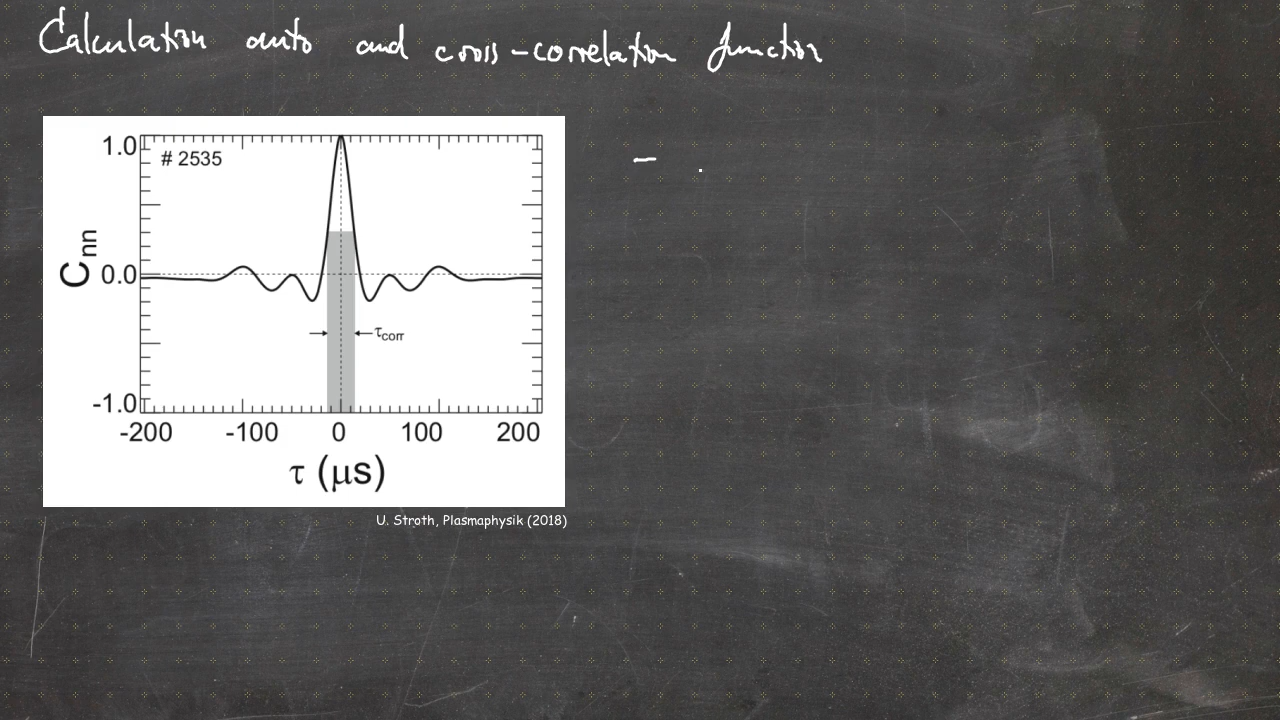 Calculation auto and cross-correlation function
1.0
# 2535
Cnn
0.0
τcorr
-1.0
-200 -100 0 100 200
τ (μs)
U. Stroth, Plasmaphysik (2018)
–